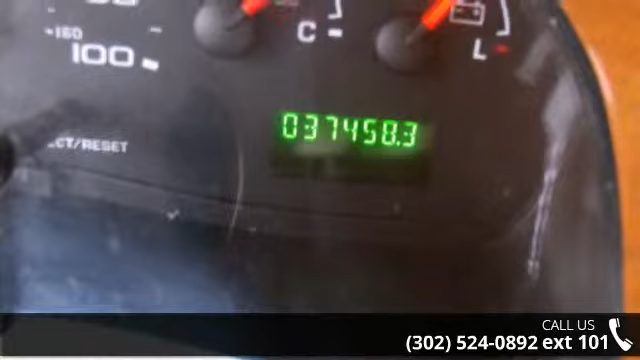 160
100
C
L
CT/RESET
037458.3
CALL US
(302) 524-0892 ext 101